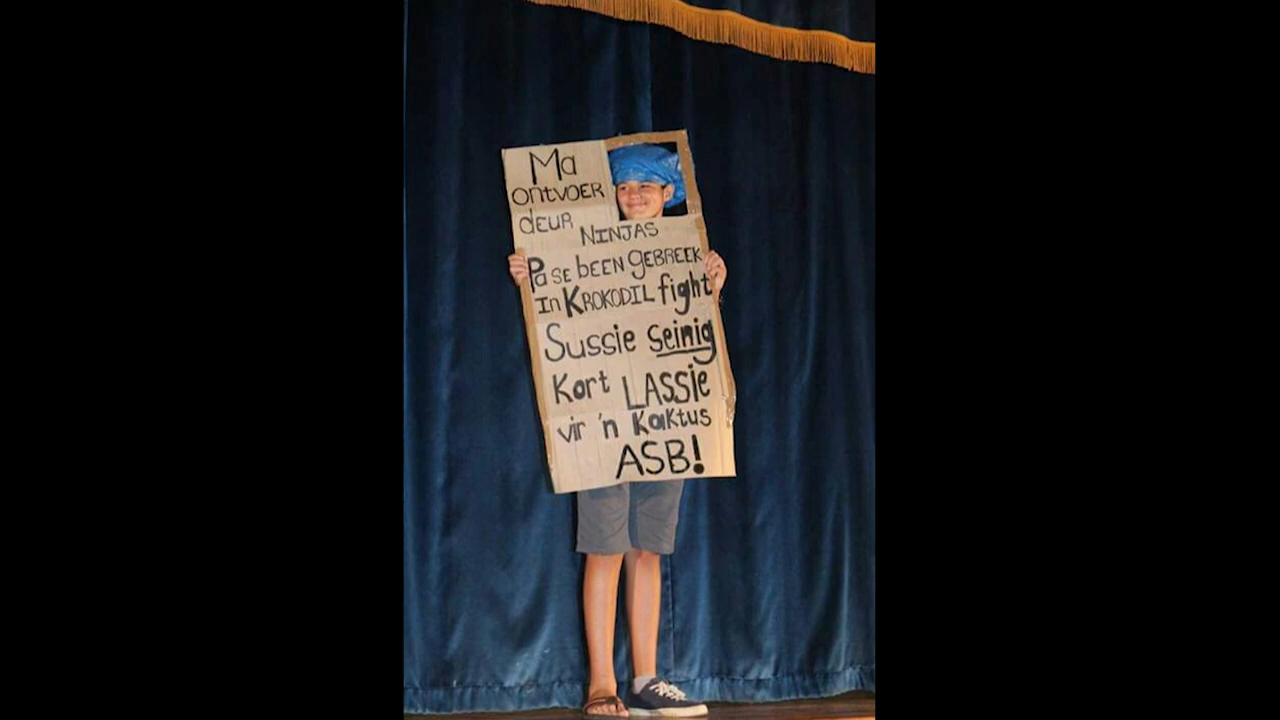 Ma
ontvoer
deur NINJAS
Pa se been gebreek
in Krokodil fight
Sussie seinig
Kort LASSIE
vir 'n kaktus
ASB!